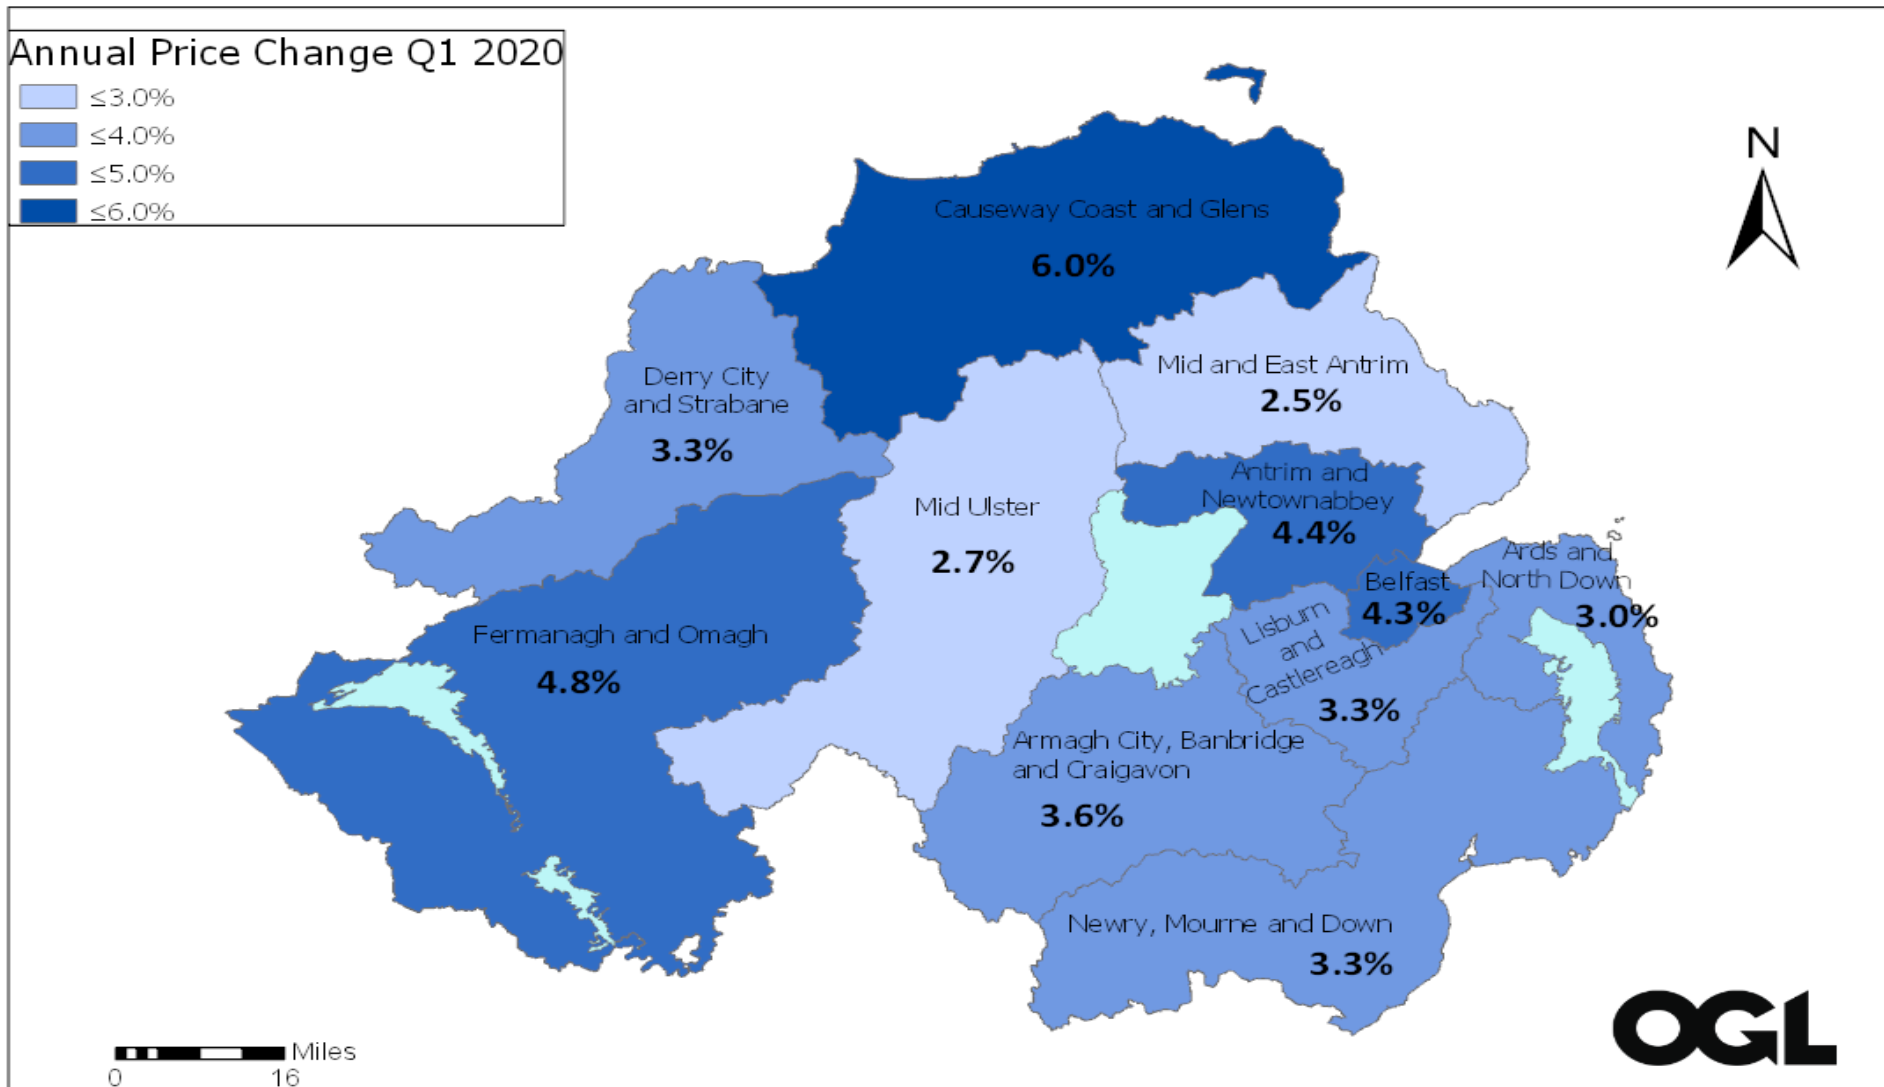 Annual Price Change Q1 2020
≤3.0%
≤4.0%
≤5.0%
≤6.0%
N
Causeway Coast and Glens
6.0%
Mid and East Antrim
2.5%
Derry City
and Strabane
3.3%
Antrim and
Newtownabbey
4.4%
Mid Ulster
2.7%
Ards and
North Down
3.0%
Belfast
4.3%
Lisburn
and
Castlereagh
3.3%
Fermanagh and Omagh
4.8%
Armagh City, Banbridge
and Craigavon
3.6%
Newry, Mourne and Down
3.3%
Miles
0 16
OGL